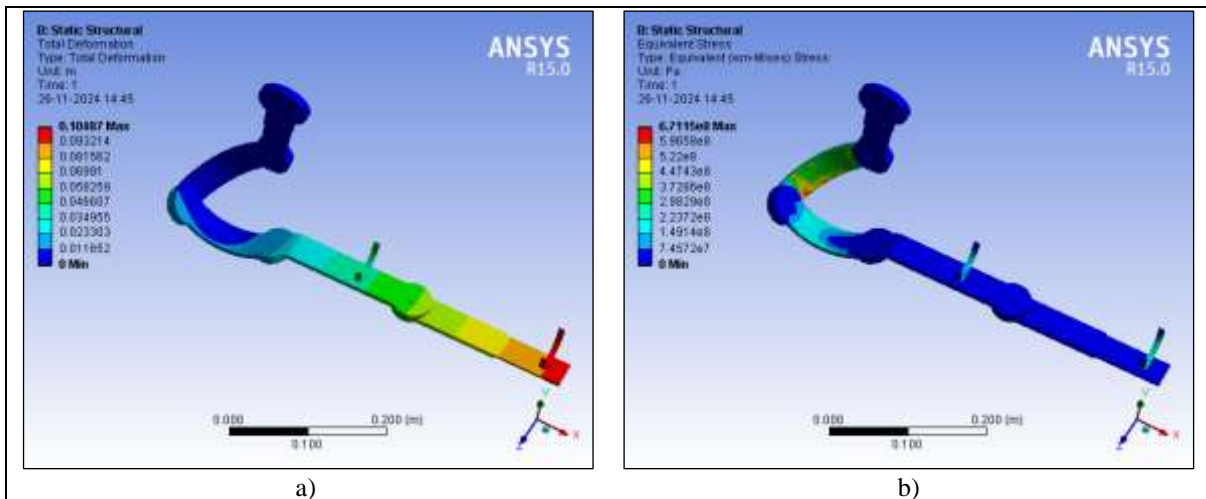 B: Static Structural
Total Deformation
Type: Total Deformation
Unit: m
Time: 1
26-11-2024 14:45
0.10487 Max
0.093214
0.081562
0.06991
0.058258
0.046607
0.034955
0.023303
0.011652
0 Min
ANSYS
R15.0
0.000
0.200 (m)
0.100
Y
X
Z
a)
B: Static Structural
Equivalent Stress
Type: Equivalent (von-Mises) Stress
Unit: Pa
Time: 1
26-11-2024 14:45
6.7115e8 Max
5.9658e8
5.22e8
4.4743e8
3.7286e8
2.9829e8
2.2372e8
1.4914e8
7.4572e7
0 Min
ANSYS
R15.0
0.000
0.200 (m)
0.100
Y
X
Z
b)